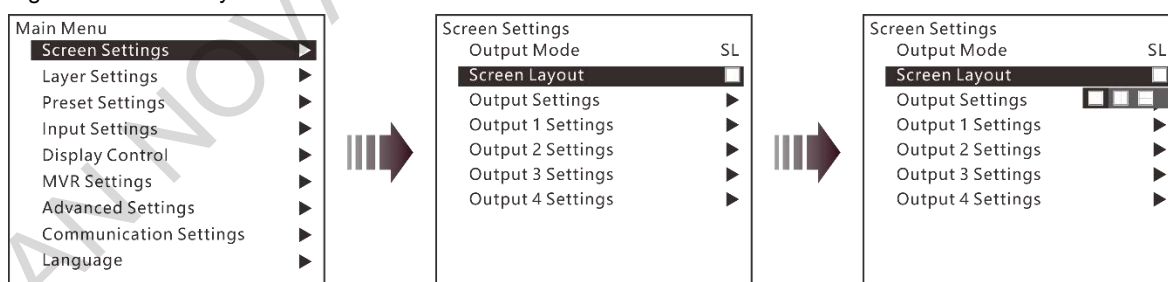 Main Menu
Screen Settings
Layer Settings
Preset Settings
Input Settings
Display Control
MVR Settings
Advanced Settings
Communication Settings
Language
Screen Settings
Output Mode SL
Screen Layout
Output Settings
Output 1 Settings
Output 2 Settings
Output 3 Settings
Output 4 Settings
Screen Settings
Output Mode SL
Screen Layout
Output Settings
Output 1 Settings
Output 2 Settings
Output 3 Settings
Output 4 Settings
AN NOVA